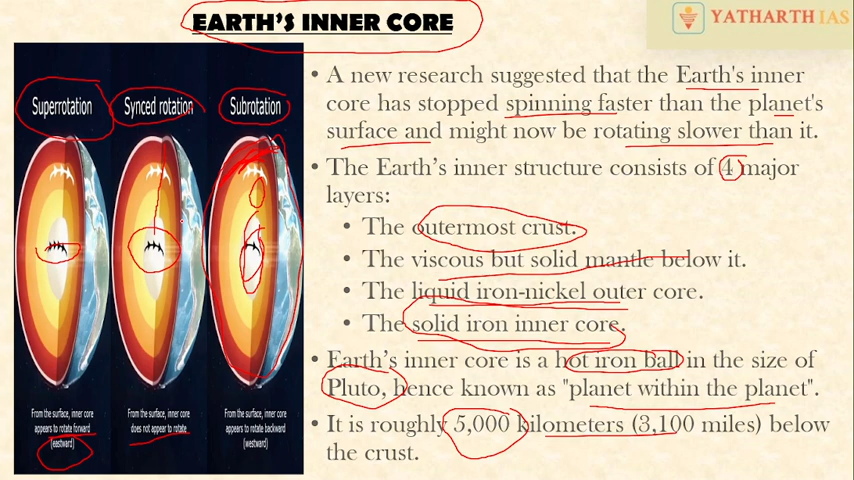 EARTH'S INNER CORE
YATHARTH IAS
Superrotation
Synced rotation
Subrotation
From the surface, inner core
appears to rotate forward
(eastward)
From the surface, inner core
does not appear to rotate
From the surface, inner core
appears to rotate backward
(westward)
• A new research suggested that the Earth's inner
core has stopped spinning faster than the planet's
surface and might now be rotating slower than it.
• The Earth's inner structure consists of 4 major
layers:
• The outermost crust.
• The viscous but solid mantle below it.
• The liquid iron-nickel outer core.
• The solid iron inner core.
• Earth's inner core is a hot iron ball in the size of
Pluto, hence known as "planet within the planet".
• It is roughly 5,000 kilometers (3,100 miles) below
the crust.